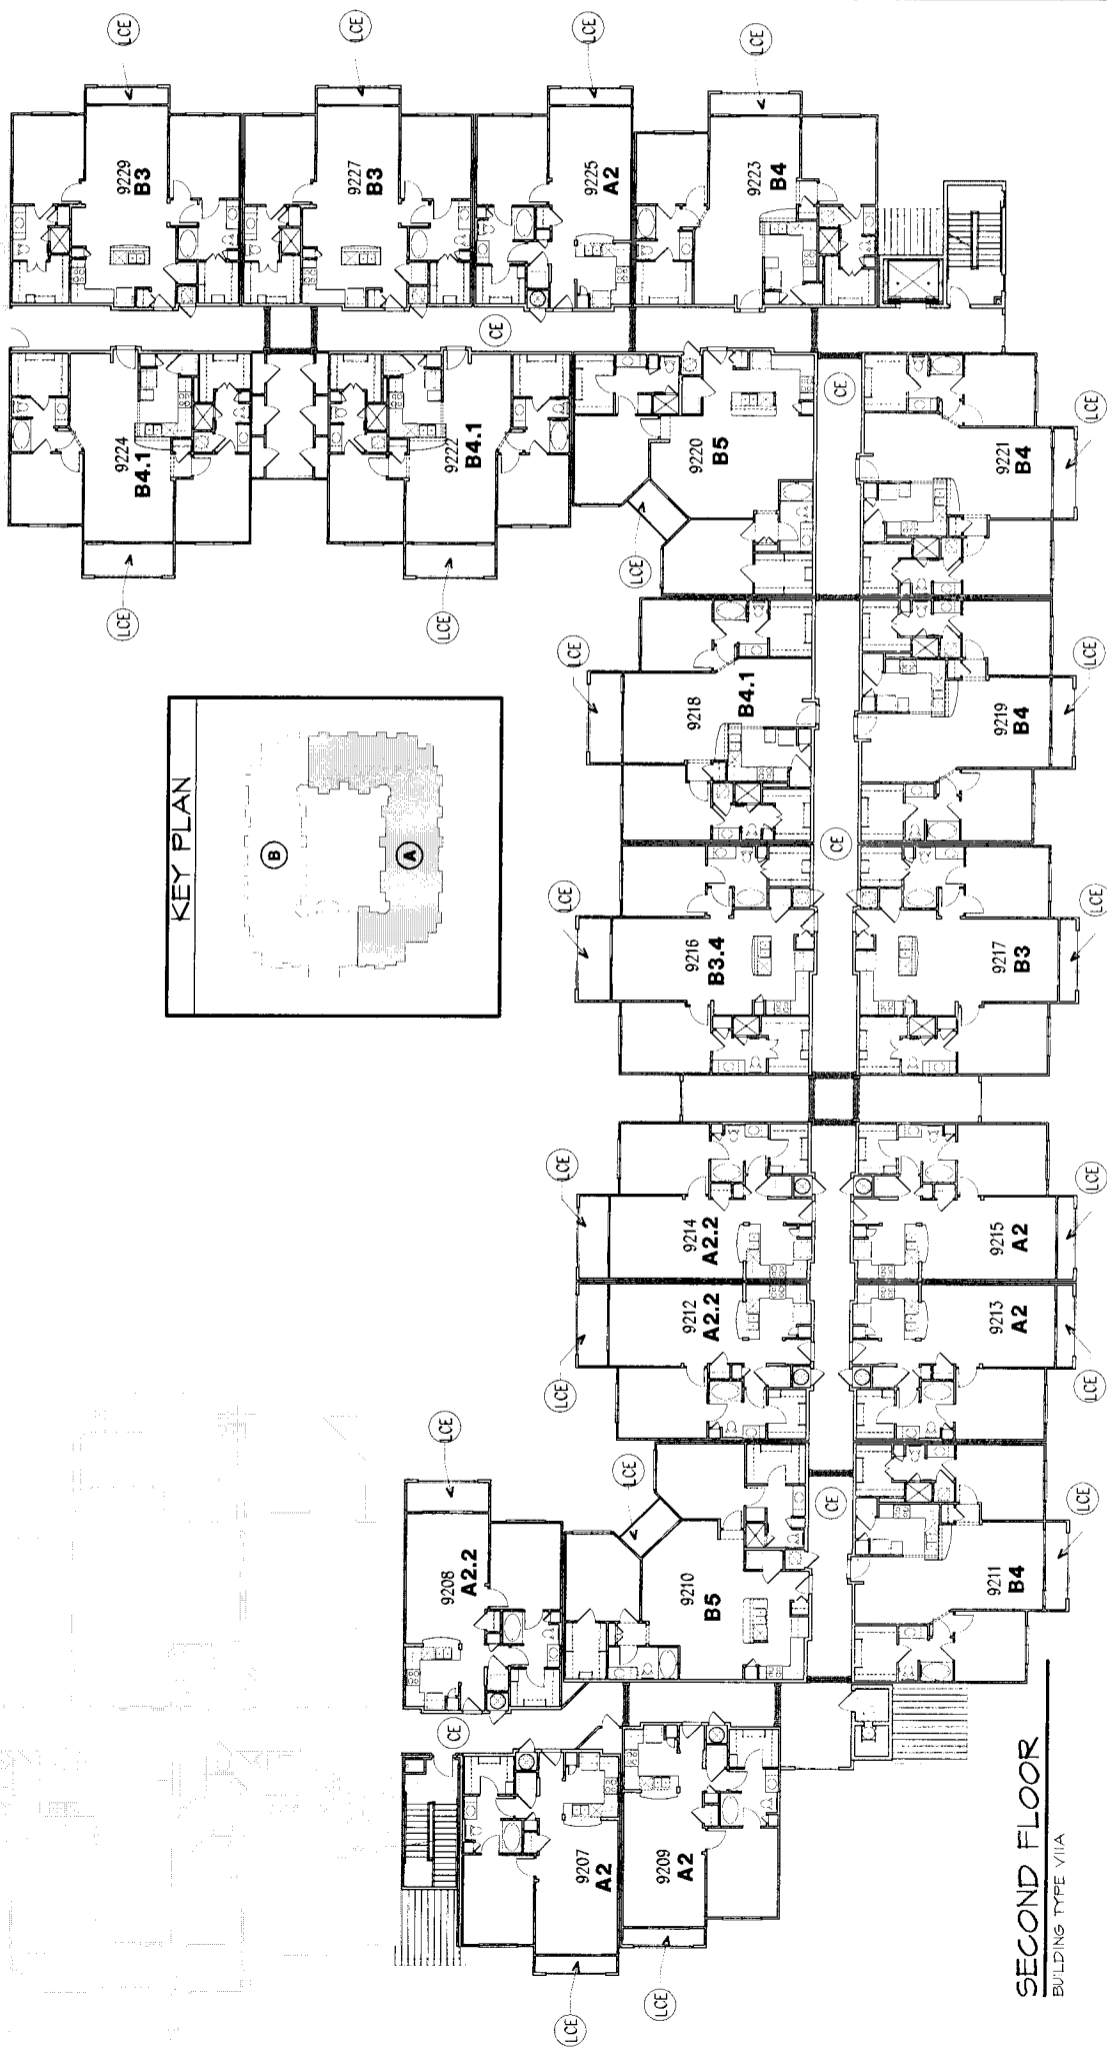 KEY PLAN
B
A
LCE
9207
A2
LCE
9209
A2
CE
LCE
9208
A2.2
LCE
9210
B5
CE
9211
B4
LCE
LCE
9212
A2.2
9213
A2
LCE
LCE
9214
A2.2
9215
A2
LCE
LCE
9216
B3.4
9217
B3
LCE
CE
LCE
9218
B4.1
9219
B4
LCE
LCE
9220
B5
CE
9221
B4
LCE
LCE
9222
B4.1
LCE
9224
B4.1
CE
9223
B4
LCE
9225
A2
LCE
9227
B3
LCE
9229
B3
LCE
SECOND FLOOR
BUILDING TYPE VIIA